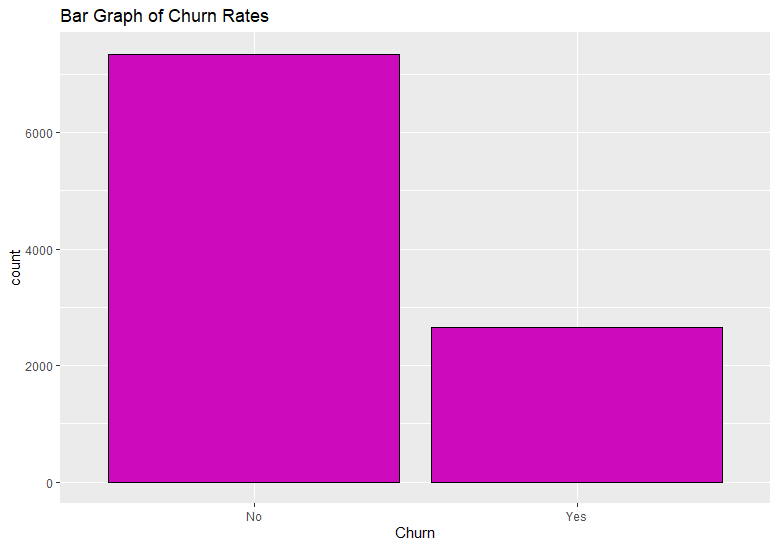 Bar Graph of Churn Rates
6000
4000
2000
0
count
No
Yes
Churn